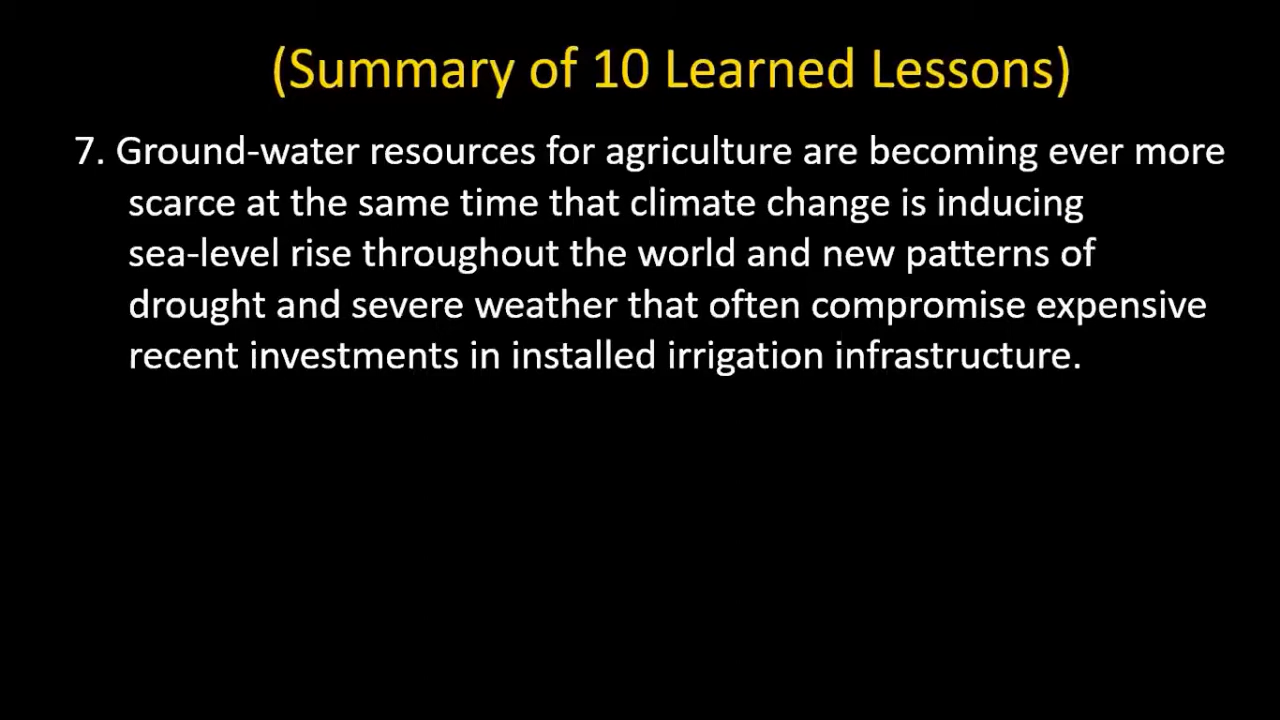 (Summary of 10 Learned Lessons)
7. Ground-water resources for agriculture are becoming ever more
scarce at the same time that climate change is inducing
sea-level rise throughout the world and new patterns of
drought and severe weather that often compromise expensive
recent investments in installed irrigation infrastructure.